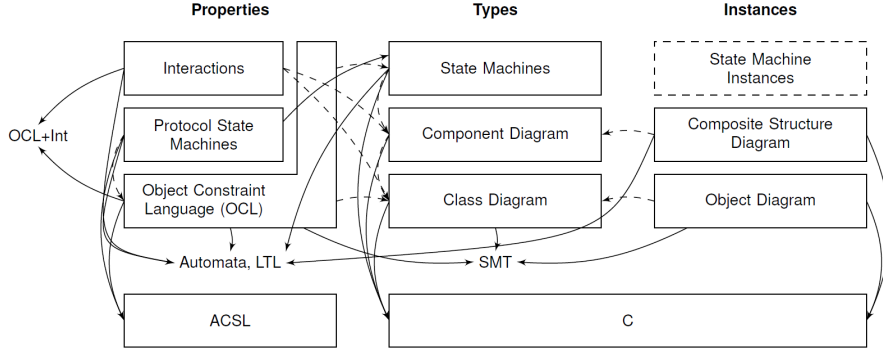 Properties
Types
Instances
Interactions
State Machines
State Machine
Instances
OCL+Int
Protocol State
Machines
Component Diagram
Composite Structure
Diagram
Object Constraint
Language (OCL)
Class Diagram
Object Diagram
Automata, LTL
SMT
ACSL
C